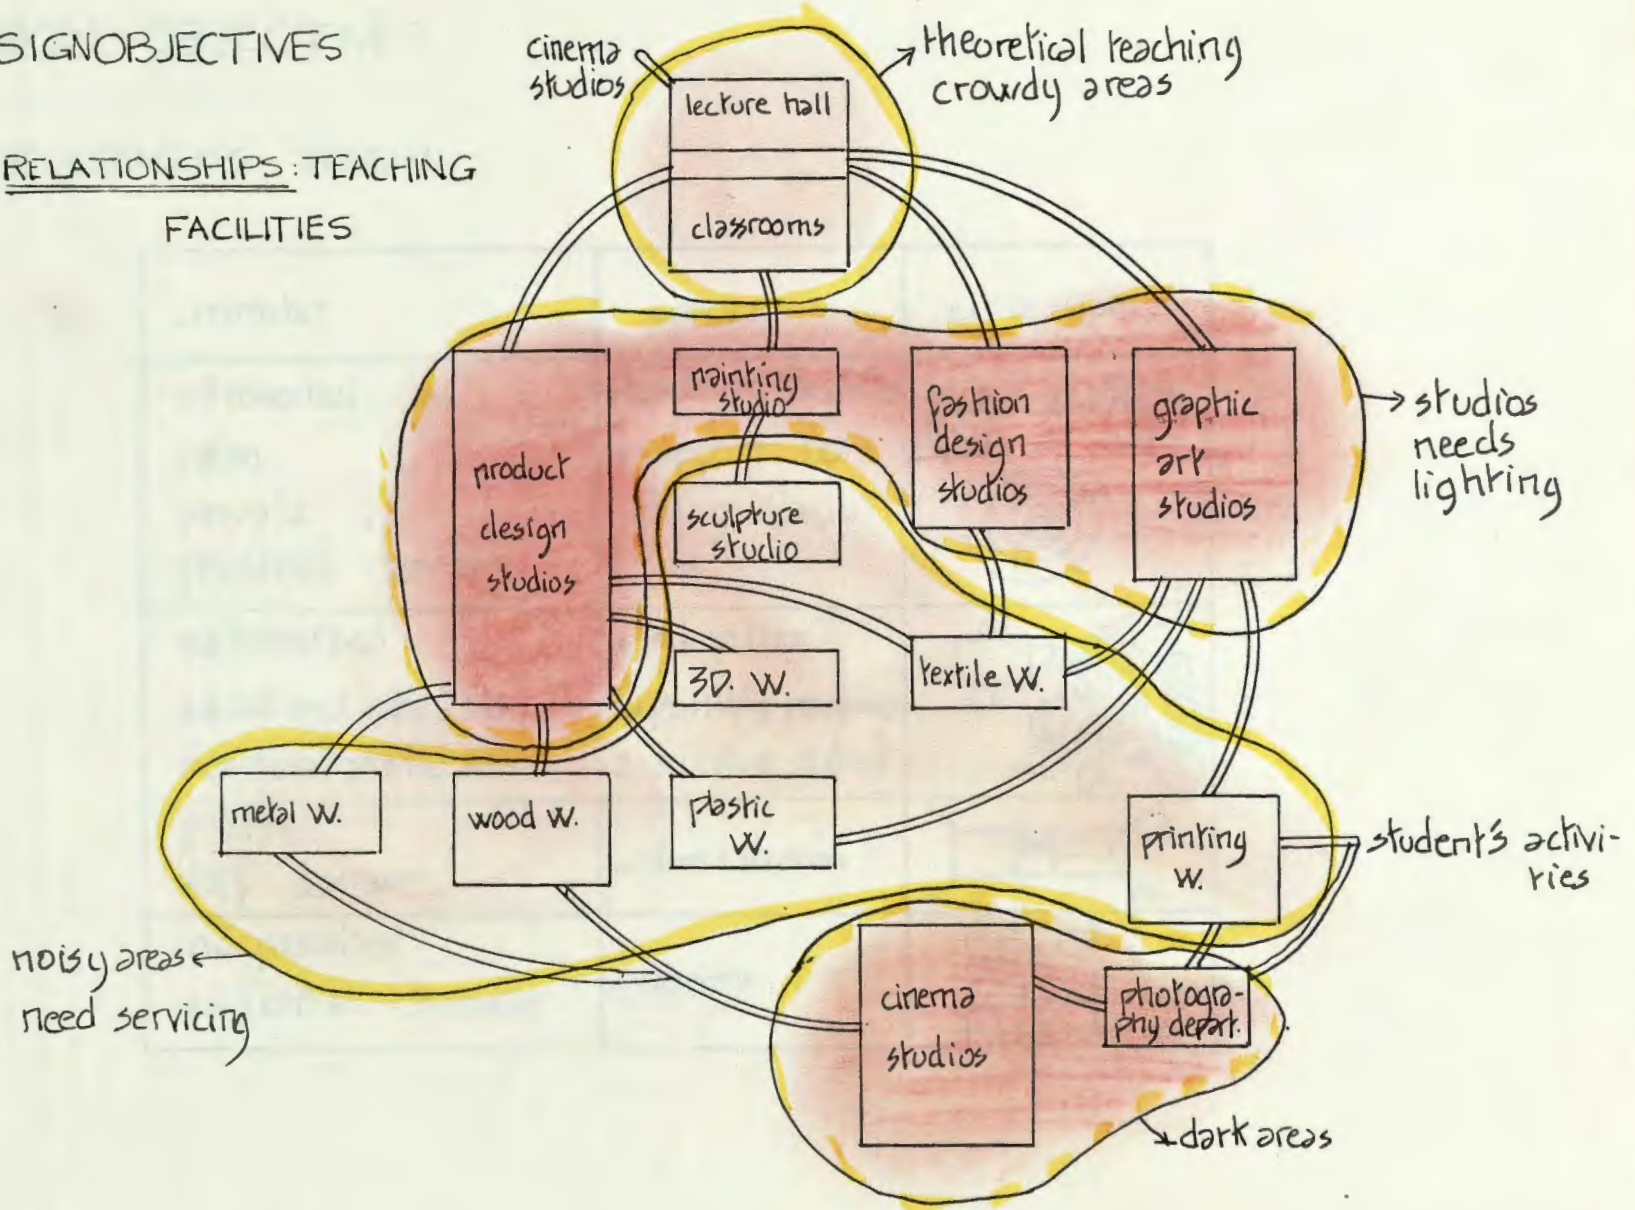 SIGNOBJECTIVES
RELATIONSHIPS: TEACHING
FACILITIES
cinema
studios
theoretical teaching
crowdy areas
lecture hall
classrooms
product
design
studios
painting
studio
sculpture
studio
fashion
design
studios
graphic
art
studios
studios
needs
lighting
3D. W.
textile W.
metal W.
wood W.
plastic
W.
printing
W.
student's activi-
ties
noisy areas
need servicing
cinema
studios
photogra-
phy depart.
dark areas